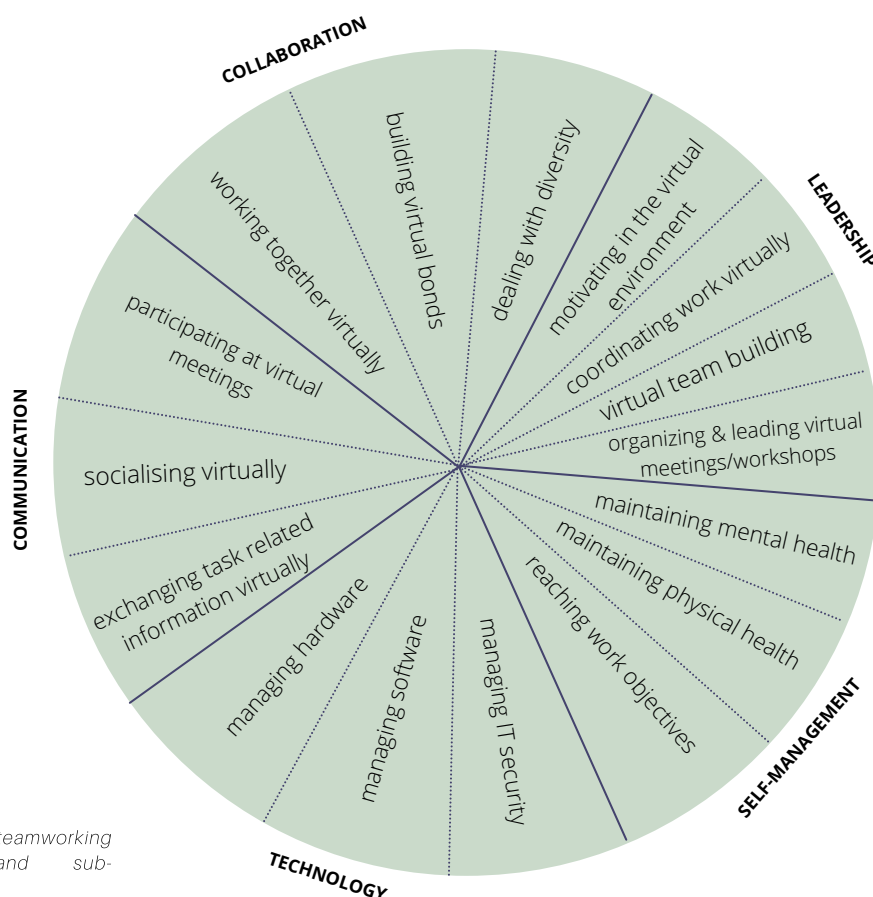 COLLABORATION
working together virtually
building virtual bonds
dealing with diversity
LEADERSHIP
motivating in the virtual
environment
coordinating work virtually
virtual team building
organizing & leading virtual
meetings/workshops
SELF-MANAGEMENT
maintaining mental health
maintaining physical health
reaching work objectives
TECHNOLOGY
managing IT security
managing software
managing hardware
COMMUNICATION
exchanging task related
information virtually
socialising virtually
participating at virtual
meetings
teamworking
and sub-